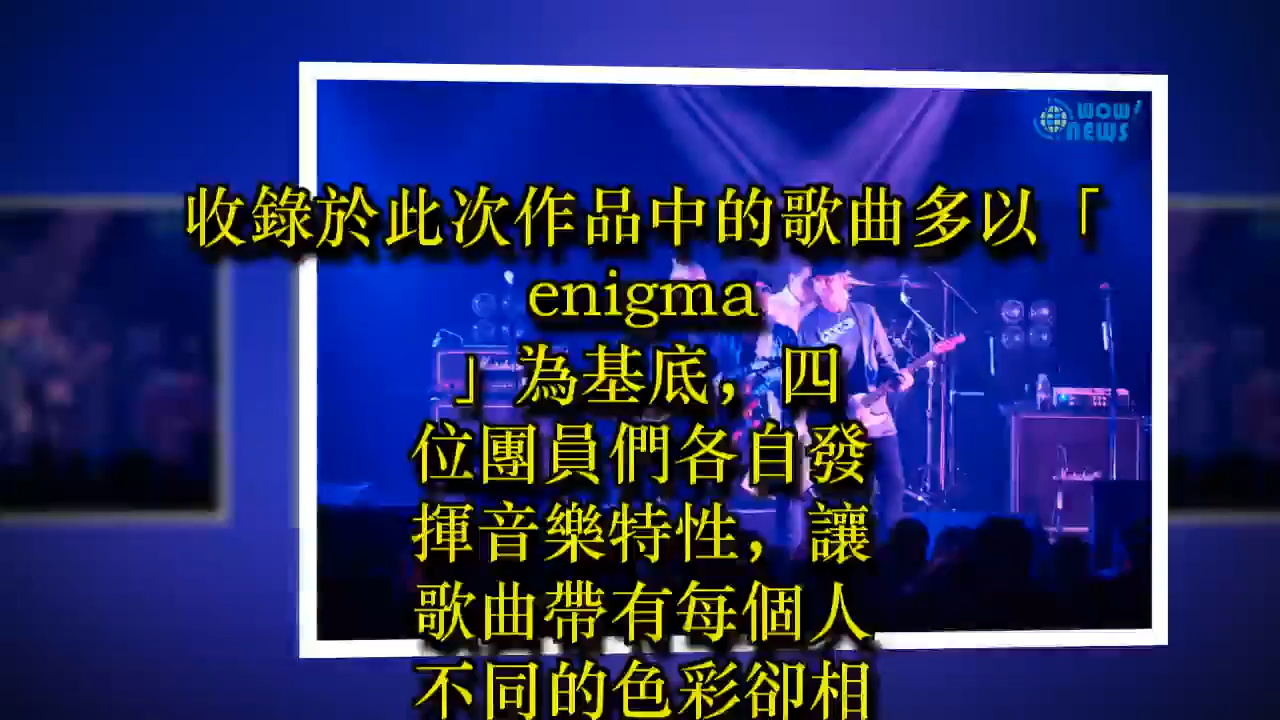 WOW
NEWS
收錄於此次作品中的歌曲多以「
enigma
」為基底，四
位團員們各自發
揮音樂特性，讓
歌曲帶有每個人
不同的色彩卻相